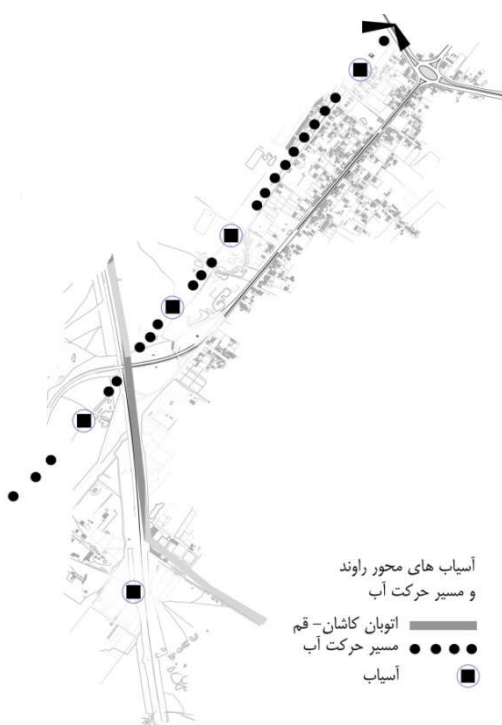 آسیاب های محور راوند
و مسیر حرکت آب
اتوبان کاشان- قم
مسیر حرکت آب
آسیاب